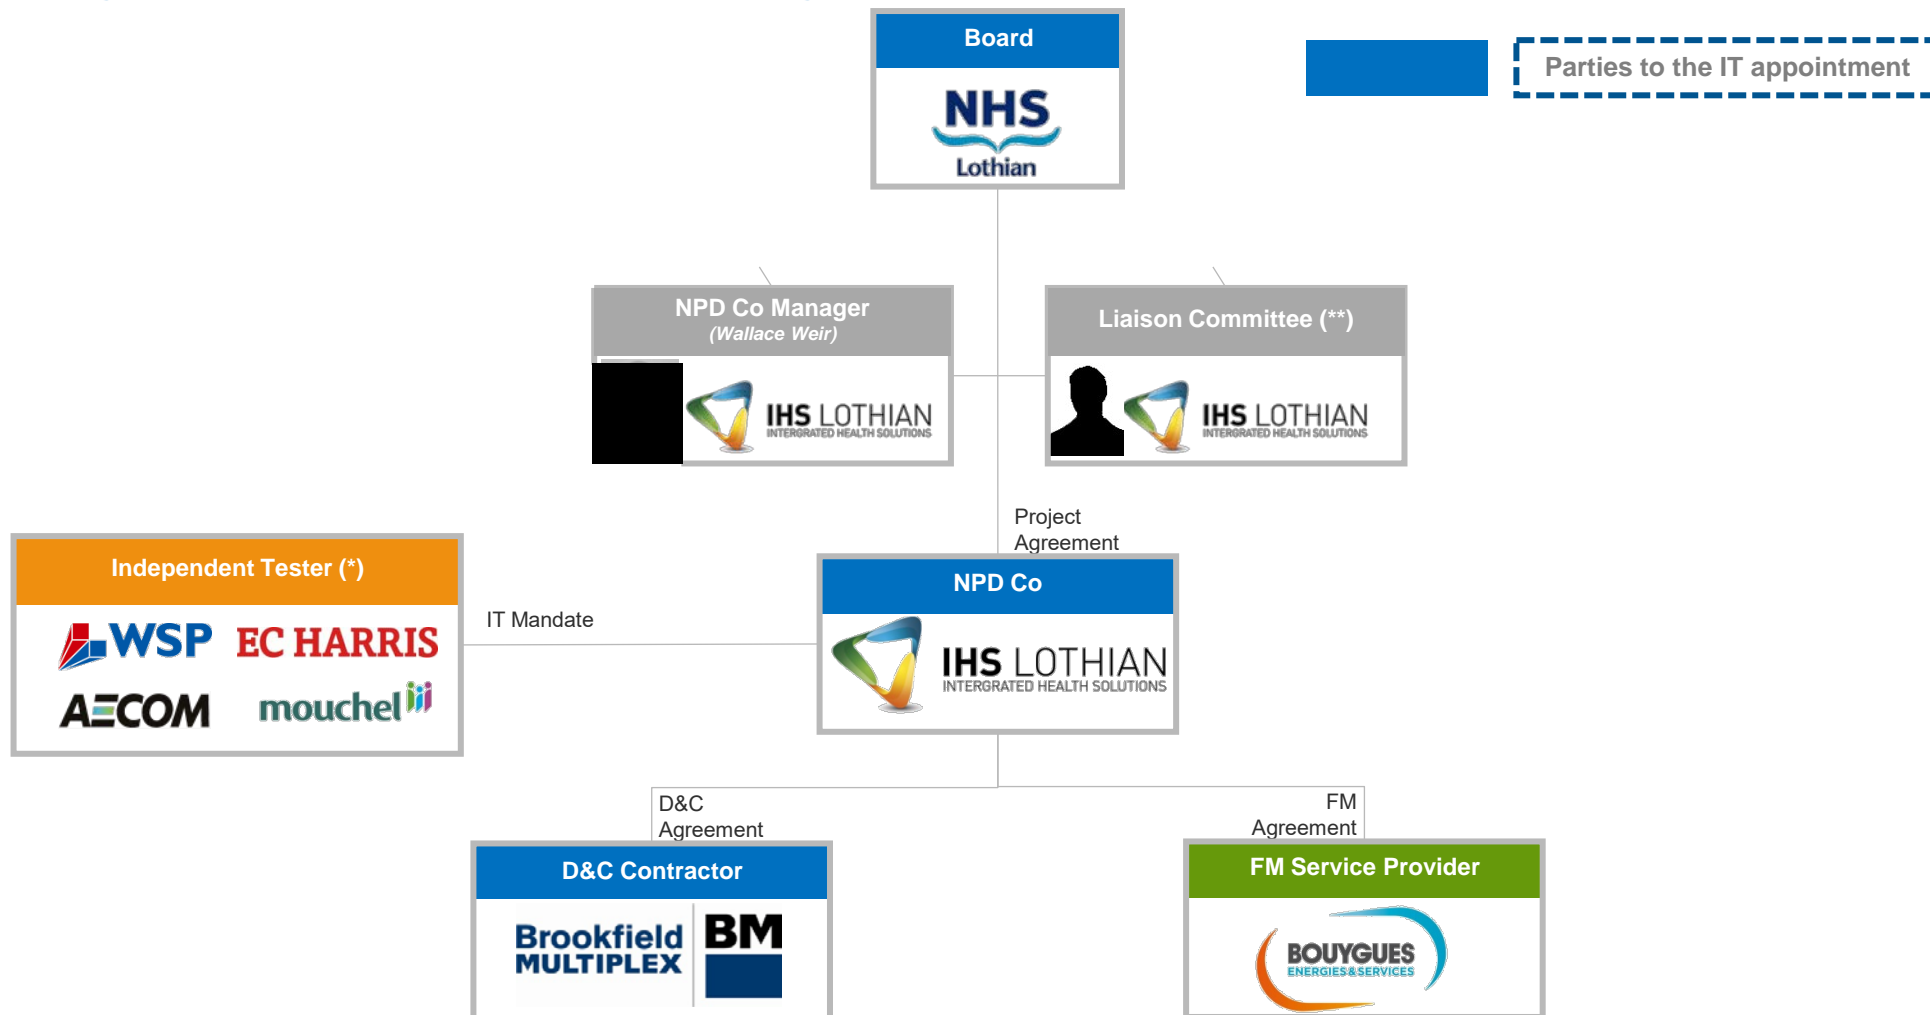 Board
NHS
Lothian
Parties to the IT appointment
NPD Co Manager
(Wallace Weir)
IHS LOTHIAN
INTERGRATED HEALTH SOLUTIONS
Liaison Committee (**)
IHS LOTHIAN
INTERGRATED HEALTH SOLUTIONS
Project
Agreement
Independent Tester (*)
WSP EC HARRIS
AECOM mouchel
IT Mandate
NPD Co
IHS LOTHIAN
INTERGRATED HEALTH SOLUTIONS
D&C
Agreement
FM
Agreement
D&C Contractor
Brookfield
MULTIPLEX
BM
FM Service Provider
BOUYGUES
ENERGIES&SERVICES